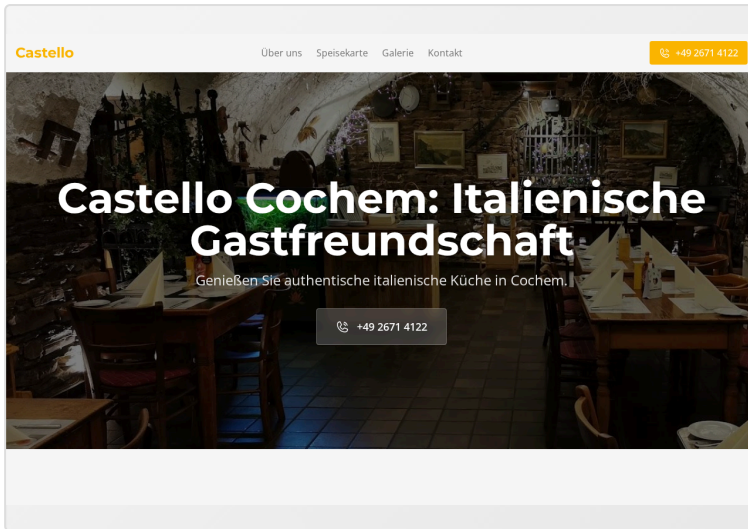 Castello
Über uns Speisekarte Galerie Kontakt
+49 2671 4122
Castello Cochem: Italienische
Gastfreundschaft
Genießen Sie authentische italienische Küche in Cochem.
+49 2671 4122